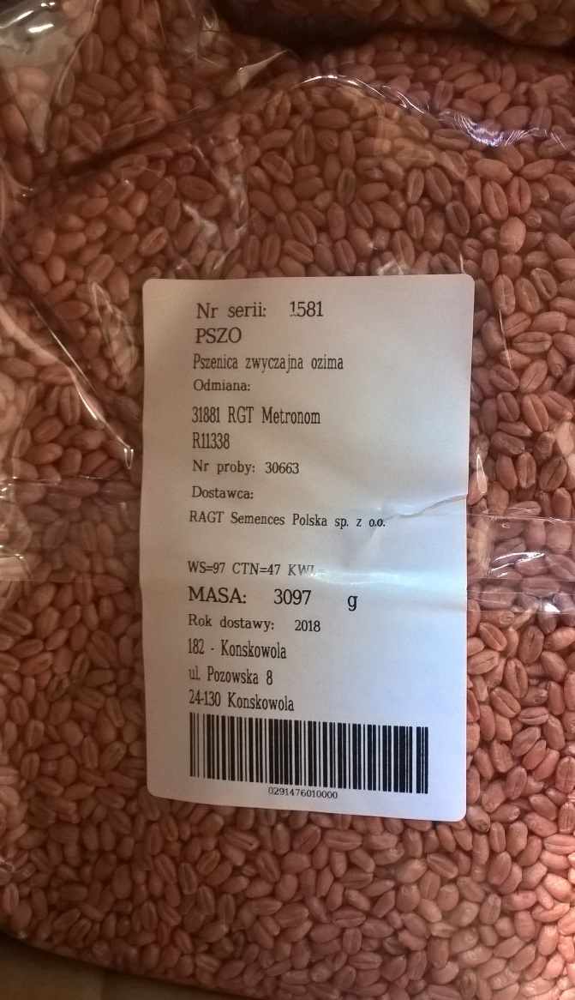 Nr serii: 1581
PSZO
Pszenica zwyczajna ozima
Odmiana:
31881 RGT Metronom
R11338
Nr proby: 30663
Dostawca:
RAGT Semences Polska sp. z o.o.
WS=97 CTN=47
MASA: 3097 g
Rok dostawy: 2018
182 - Konskowola
ul. Pozowska 8
24-130 Konskowola
0291476010000